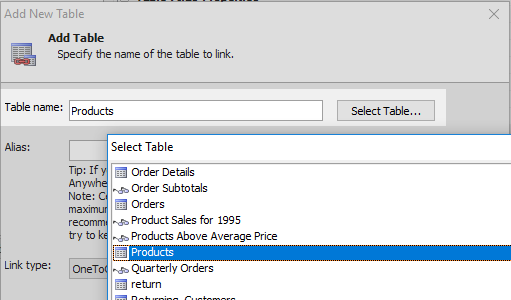 Add New Table
Add Table
Specify the name of the table to link.
Table name:
Products
Select Table...
Alias:
Select Table
Tip: If y
Anywhe
Note: Co
maximu
recomme
try to ke
Link type:
OneToO
Order Details
Order Subtotals
Orders
Product Sales for 1995
Products Above Average Price
Products
Quarterly Orders
return